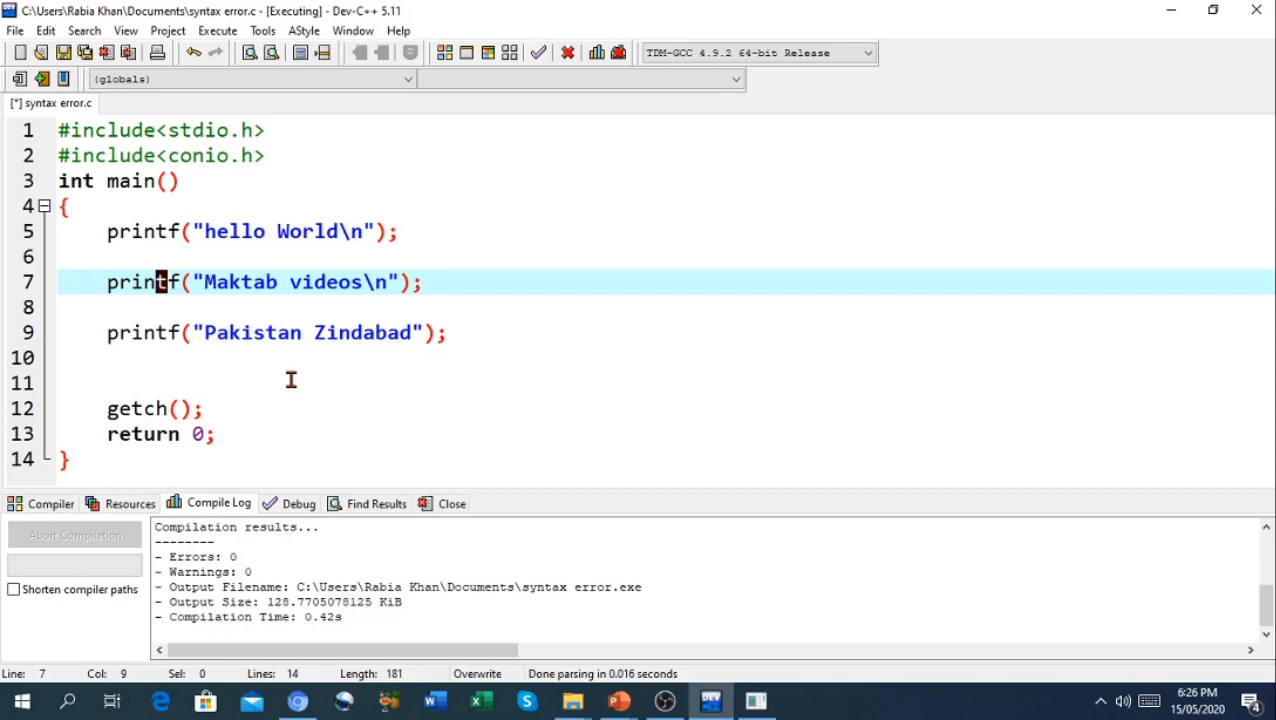 C:\Users\Rabia Khan\Documents\syntax error.c - [Executing] - Dev-C++ 5.11
File Edit Search View Project Execute Tools AStyle Window Help
TDM-GCC 4.9.2 64-bit Release
(globals)
[*] syntax error.c
1 #include<stdio.h>
2 #include<conio.h>
3 int main()
4 {
5 printf("hello World\n");
6
7 printf("Maktab videos\n");
8
9 printf("Pakistan Zindabad");
10
11
12 getch();
13 return 0;
14 }
Compiler Resources Compile Log Debug Find Results Close
Abort Compilation
Shorten compiler paths
Compilation results...
--------
- Errors: 0
- Warnings: 0
- Output Filename: C:\Users\Rabia Khan\Documents\syntax error.exe
- Output Size: 128.7705078125 KiB
- Compilation Time: 0.42s
Line: 7 Col: 9 Sel: 0 Lines: 14 Length: 181 Overwrite Done parsing in 0.016 seconds
6:26 PM
15/05/2020
4